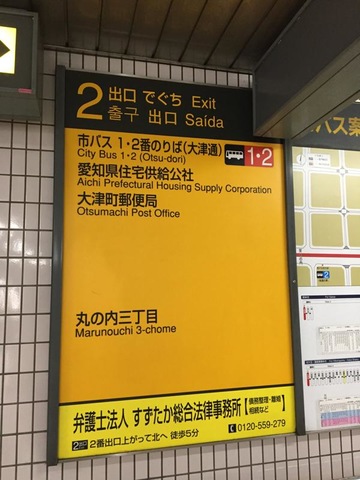 2 出口 でぐち Exit
출구 出口 Saída
市バス 1・2番のりば(大津通) 1・2
City Bus 1・2 (Otsu-dori)
愛知県住宅供給公社
Aichi Prefectural Housing Supply Corporation
大津町郵便局
Otsumachi Post Office
丸の内三丁目
Marunouchi 3-chome
弁護士法人 すずたか総合法律事務所 【債務整理・離婚 相続など】
2番出口上がって北へ 徒歩5分 0120-559-279
バス案